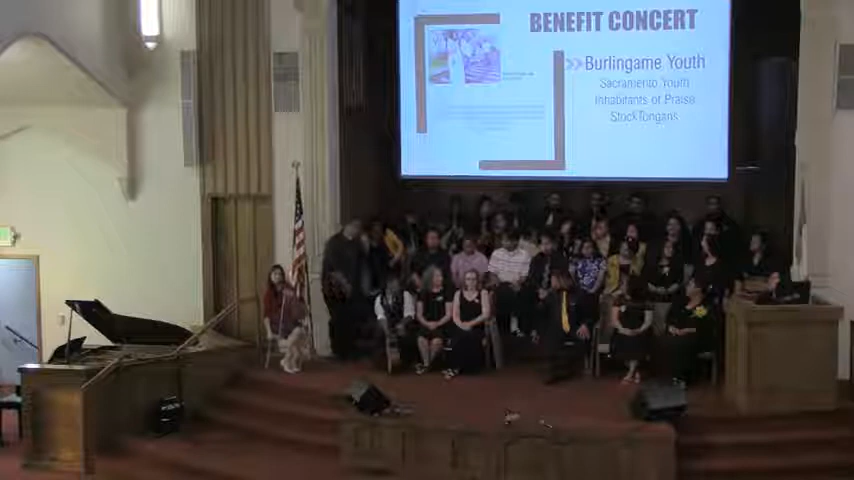 BENEFIT CONCERT
Burlingame Youth
Sacramento Youth
Inhabitants of Praise
StockTongans